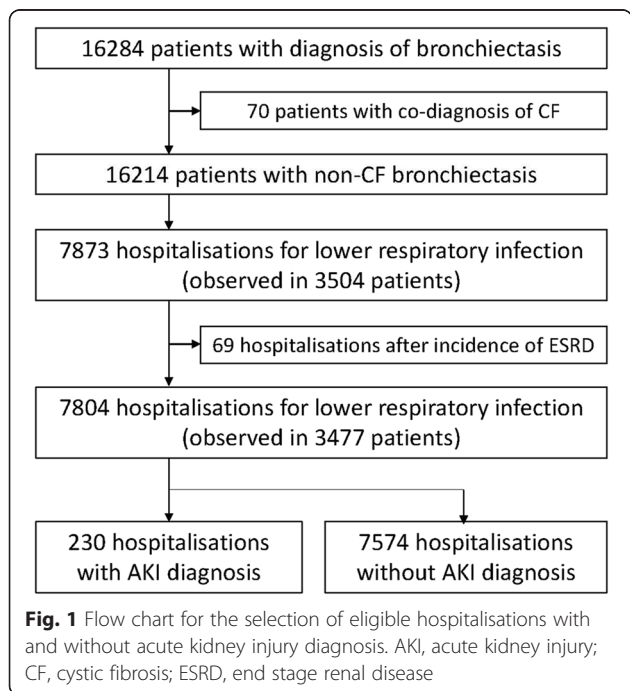 16284 patients with diagnosis of bronchiectasis
70 patients with co-diagnosis of CF
16214 patients with non-CF bronchiectasis
7873 hospitalisations for lower respiratory infection
(observed in 3504 patients)
69 hospitalisations after incidence of ESRD
7804 hospitalisations for lower respiratory infection
(observed in 3477 patients)
230 hospitalisations
with AKI diagnosis
7574 hospitalisations
without AKI diagnosis
Fig. 1 Flow chart for the selection of eligible hospitalisations with
and without acute kidney injury diagnosis. AKI, acute kidney injury;
CF, cystic fibrosis; ESRD, end stage renal disease